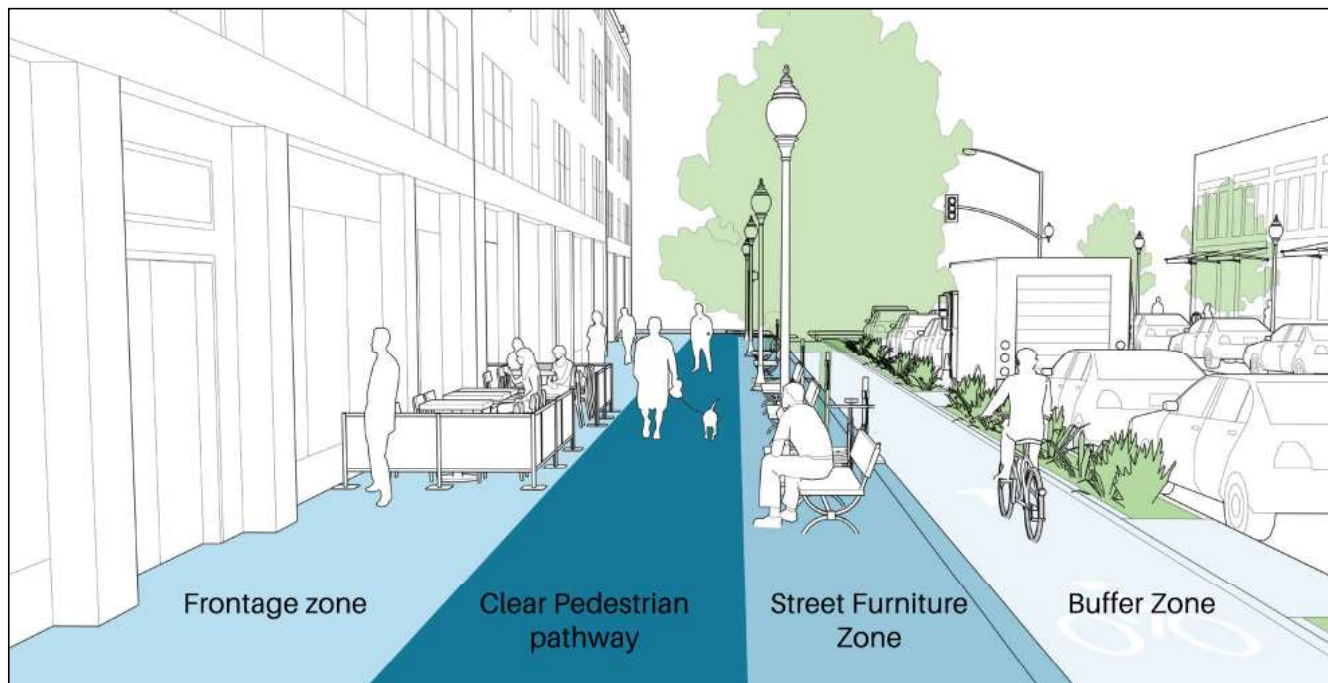 Frontage zone
Clear Pedestrian
pathway
Street Furniture
Zone
Buffer Zone